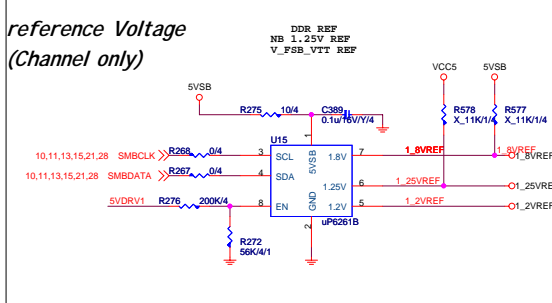 reference Voltage
(Channel only)
DDR REF
NB 1.25V REF
V_FSB_VTT REF
5VSB
VCC5
5VSB
R275
10/4
C389
0.1u/16V/Y/4
R578
X_11K/1/4
R577
X_11K/1/4
U15
10,11,13,15,21,28
SMBCLK
R268
0/4
3
SCL
1
5VSB
1.8V
7
1_8VREF
1_8VREF
1_8VREF
10,11,13,15,21,28
SMBDATA
R267
0/4
4
SDA
1.25V
6
1_25VREF
1_25VREF
5VDRV1
R276
200K/4
8
EN
GND
2
1.2V
5
1_2VREF
1_2VREF
uP6261B
R272
56K/4/1